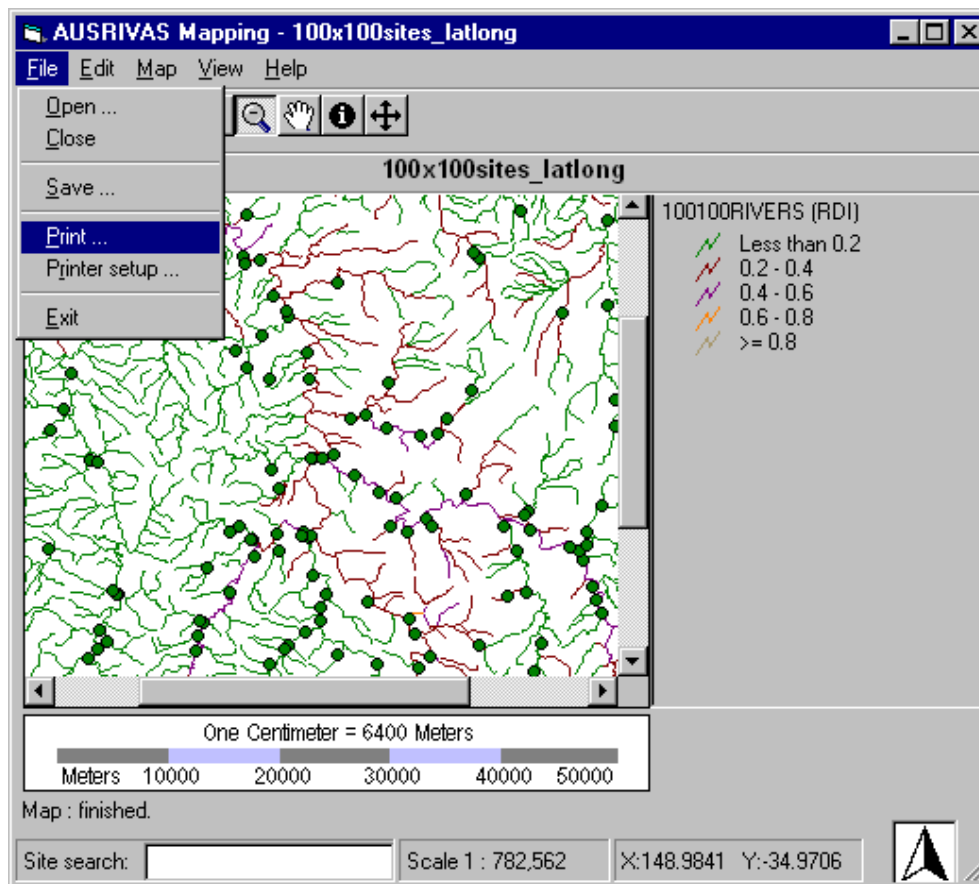 AUSRIVAS Mapping - 100x100sites_latlong
File Edit Map View Help
Open ...
Close
Save ...
Print ...
Printer setup ...
Exit
100x100sites_latlong
100100RIVERS (RDI)
Less than 0.2
0.2 - 0.4
0.4 - 0.6
0.6 - 0.8
>= 0.8
One Centimeter = 6400 Meters
Meters 10000 20000 30000 40000 50000
Map : finished.
Site search: Scale 1 : 782,562 X:148.9841 Y:-34.9706